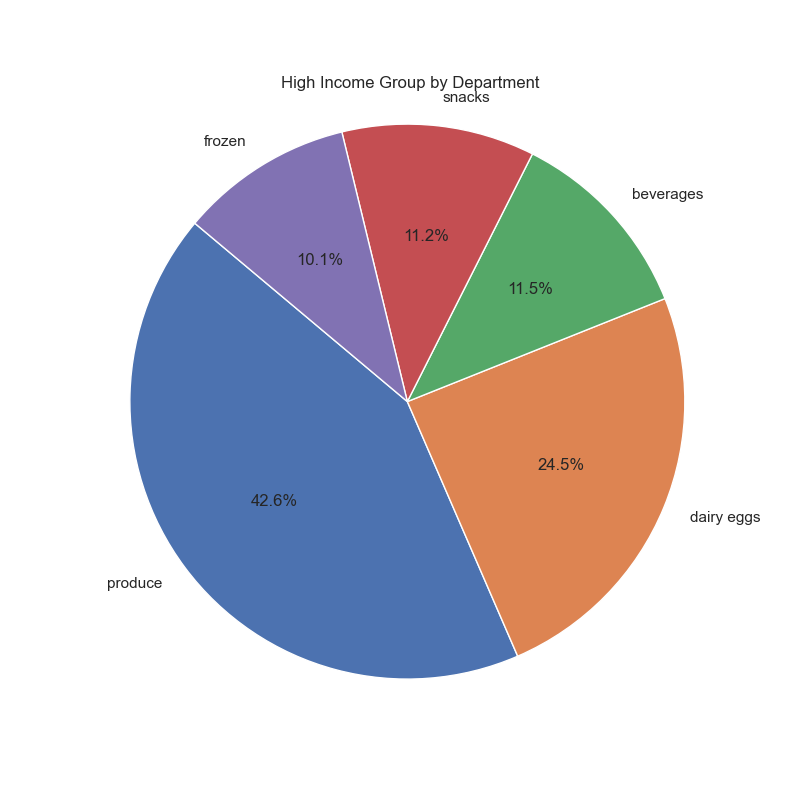 High Income Group by Department
snacks
frozen
beverages
11.2%
10.1%
11.5%
24.5%
42.6%
dairy eggs
produce